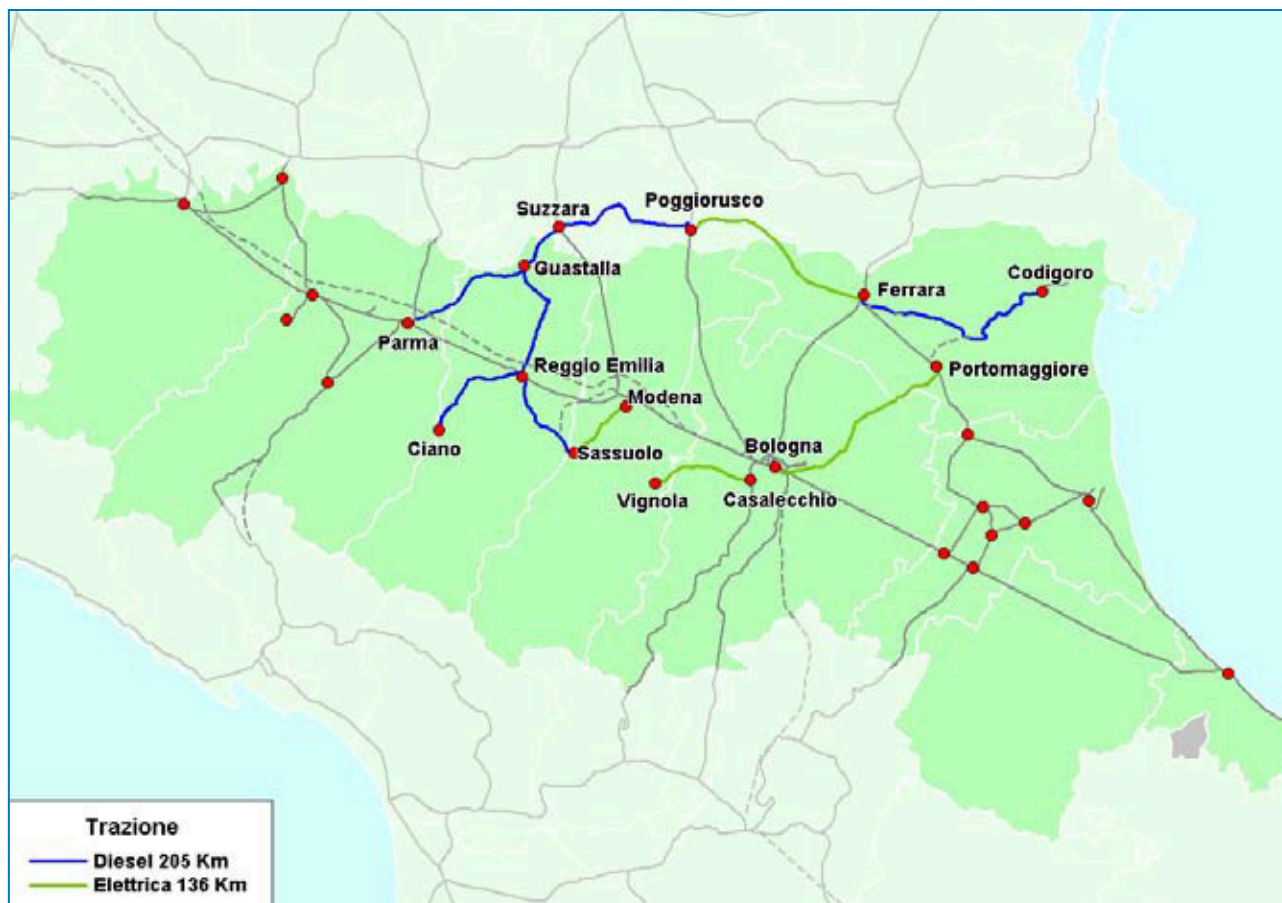 Poggiorusco
Suzzara
Guastalla
Codigoro
Ferrara
Parma
Reggio Emilia
Portomaggiore
Modena
Ciano
Sassuolo
Bologna
Vignola
Casalecchio
Trazione
Diesel 205 Km
Elettrica 136 Km